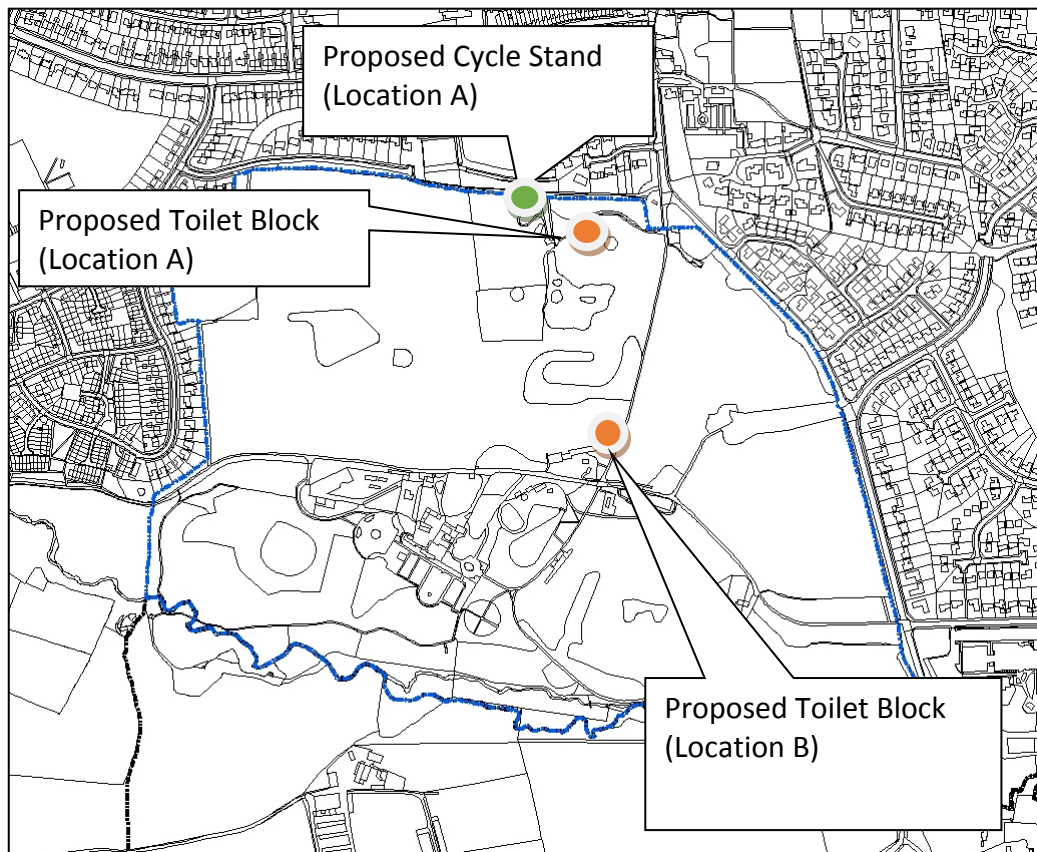 Proposed Cycle Stand
(Location A)
Proposed Toilet Block
(Location A)
Proposed Toilet Block
(Location B)